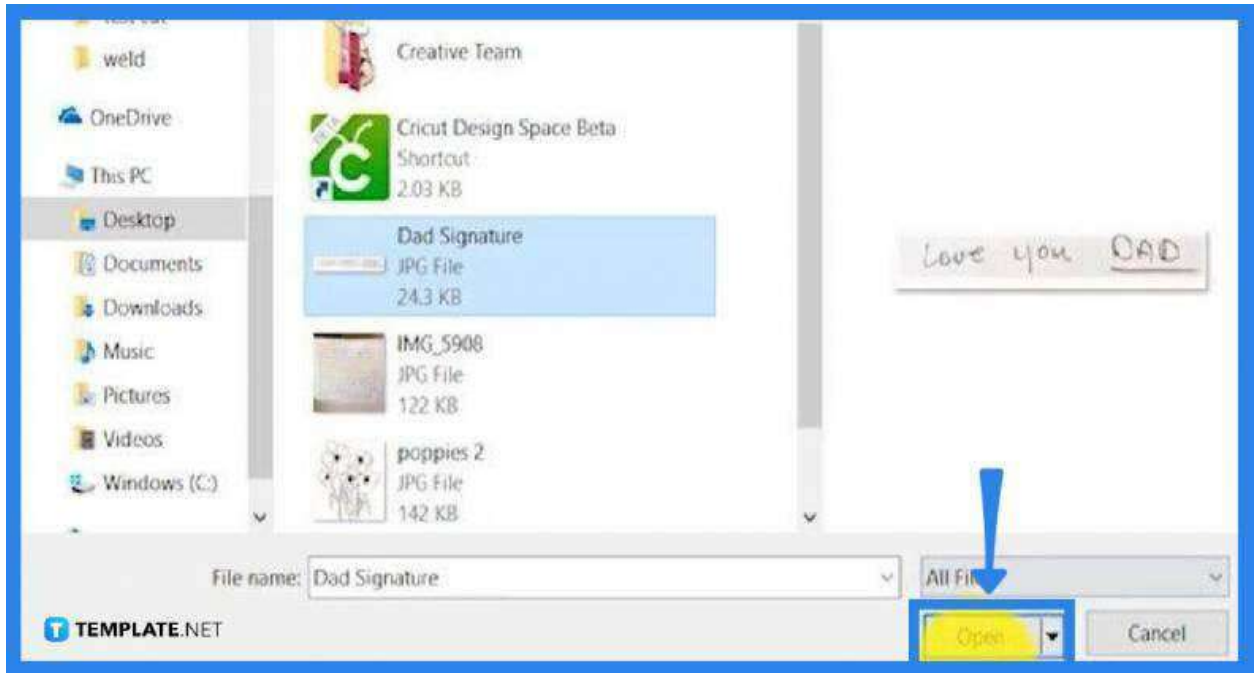 weld
OneDrive
This PC
Desktop
Documents
Downloads
Music
Pictures
Videos
Windows (C:)
Creative Team
Cricut Design Space Beta
Shortcut
2.03 KB
Dad Signature
JPG File
24.3 KB
IMG_5908
JPG File
122 KB
poppies 2
JPG File
142 KB
Love you DAD
File name: Dad Signature
All Fil
Open
Cancel
TEMPLATE.NET